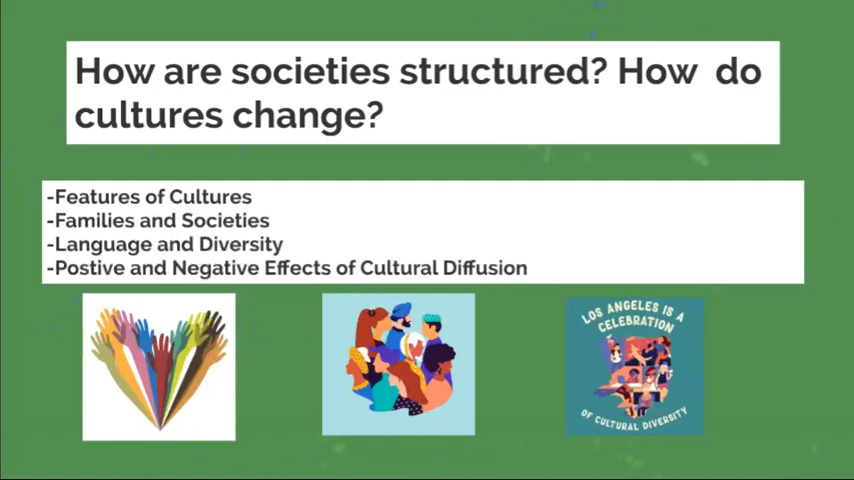 How are societies structured? How do
cultures change?
-Features of Cultures
-Families and Societies
-Language and Diversity
-Postive and Negative Effects of Cultural Diffusion
LOS ANGELES IS A
CELEBRATION
OF CULTURAL DIVERSITY